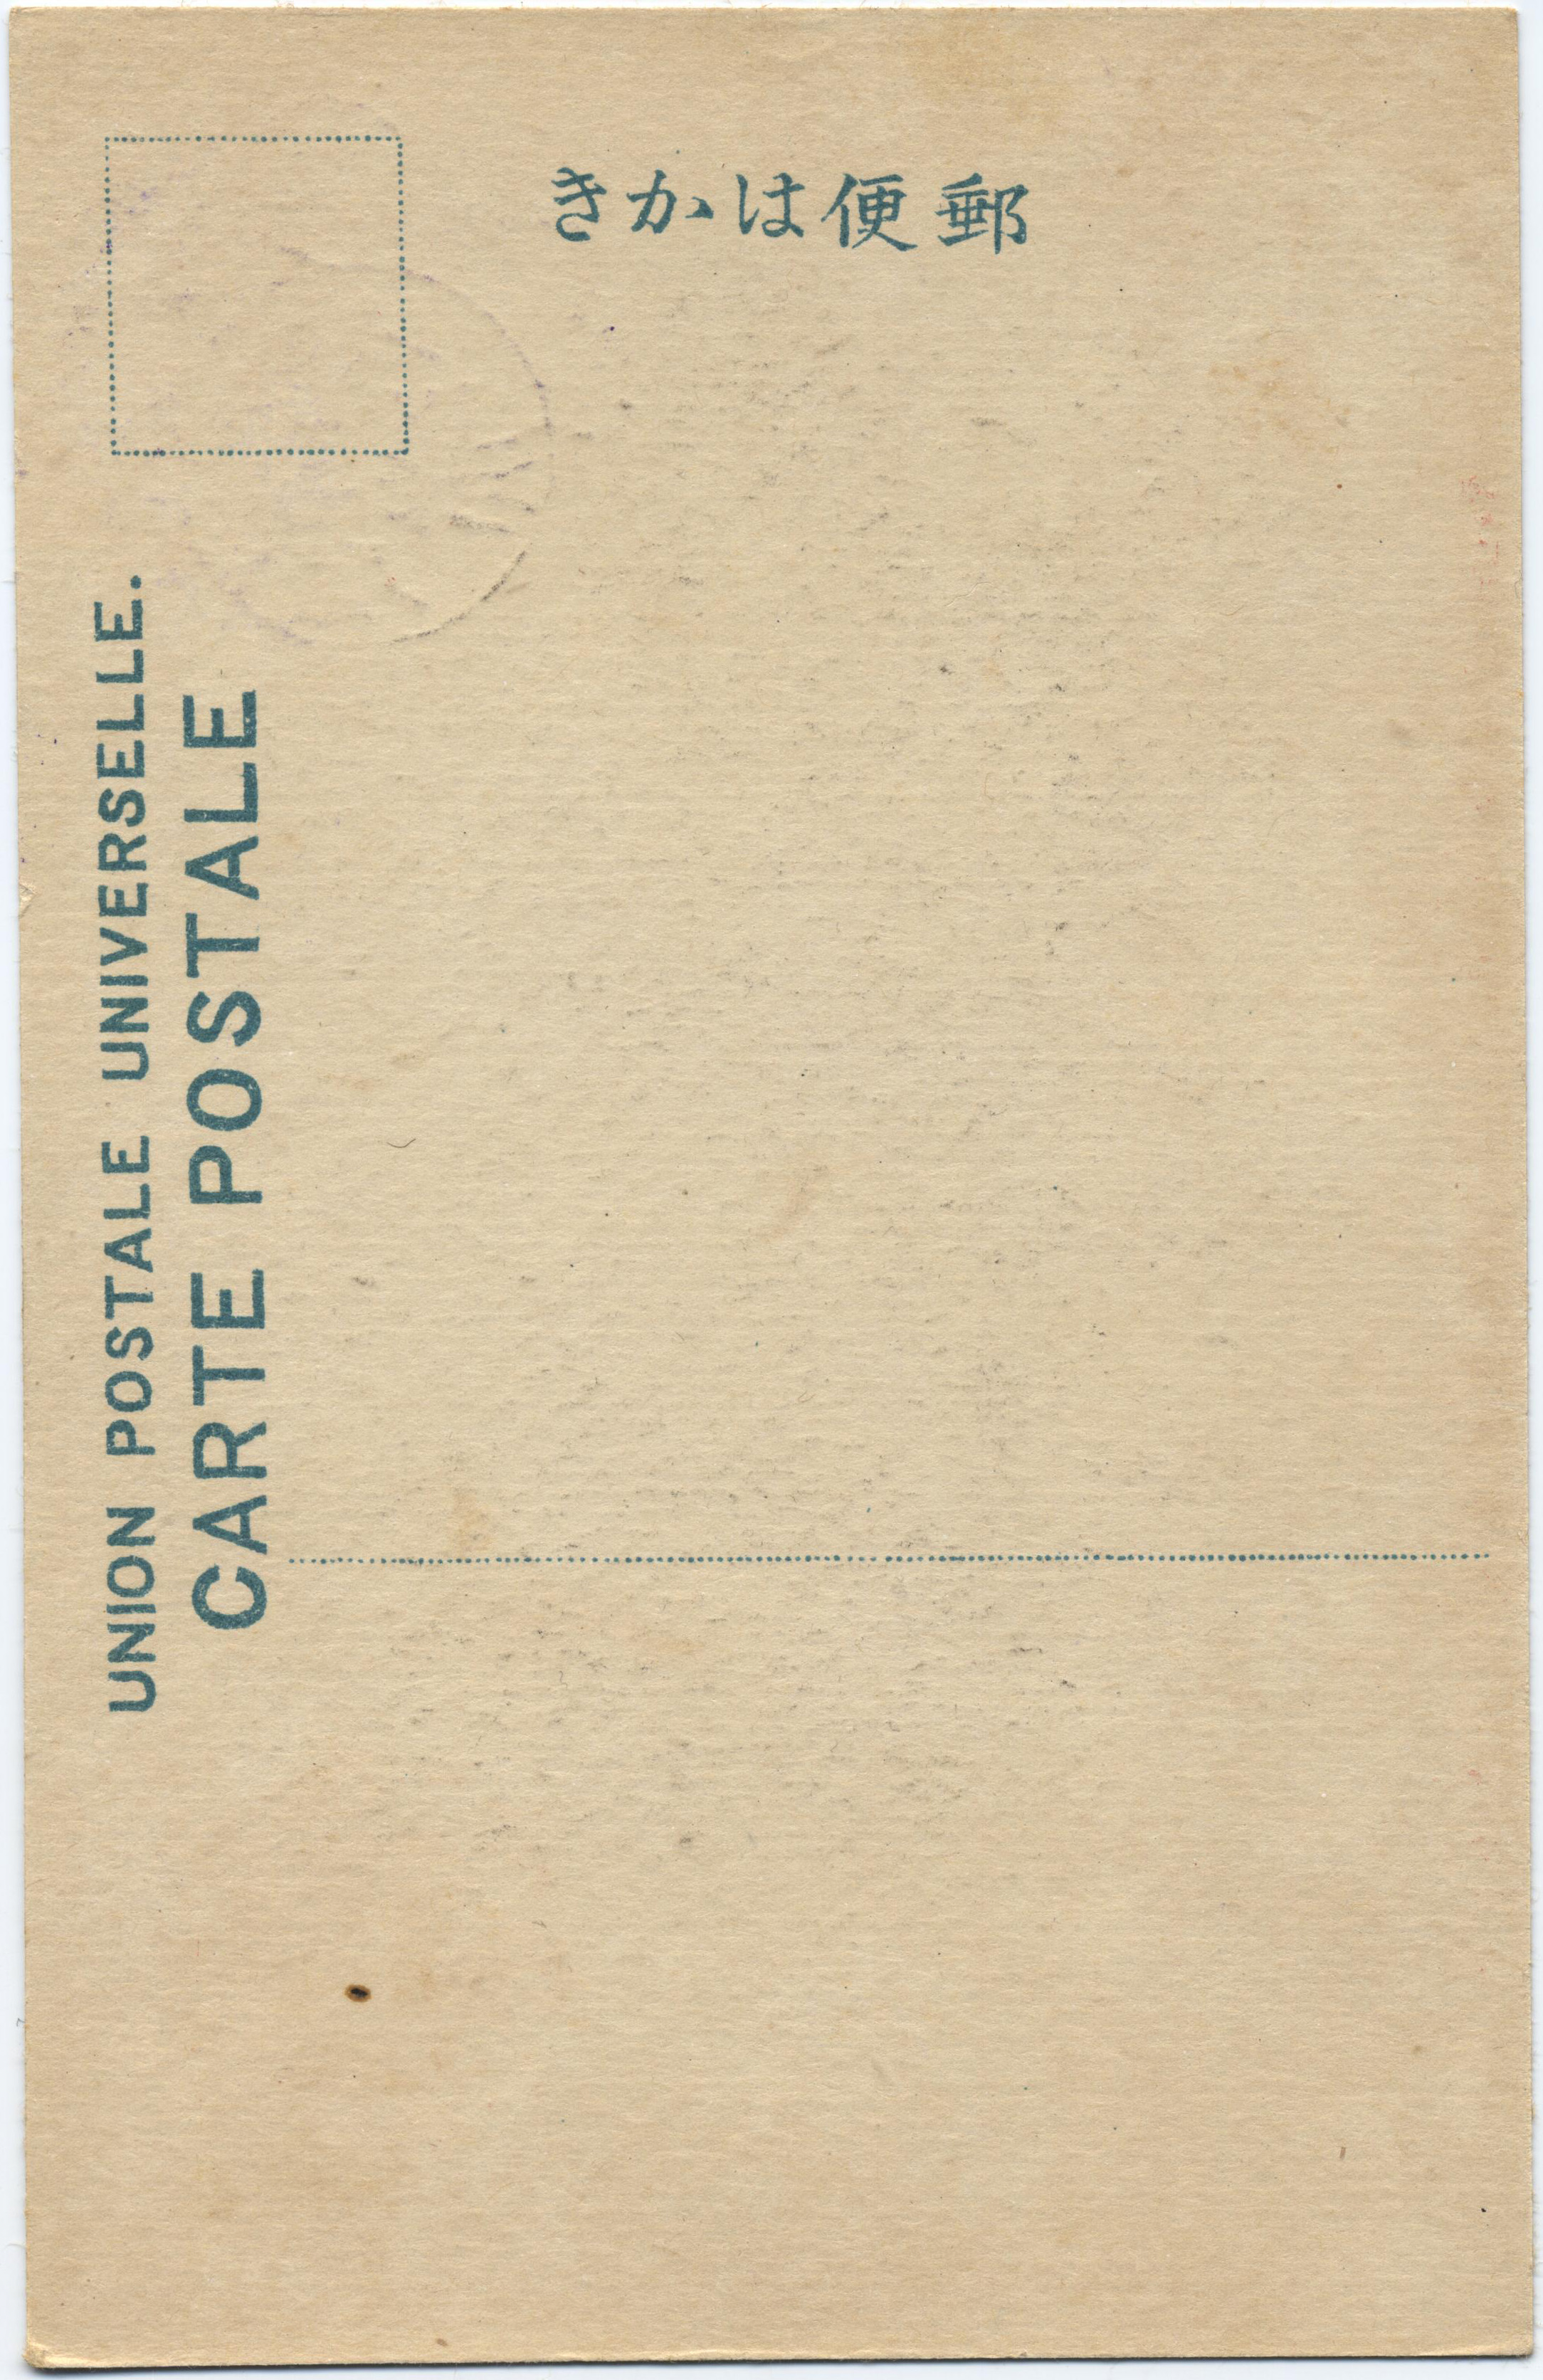 きかは便郵
UNION POSTALE UNIVERSELLE.
CARTE POSTALE